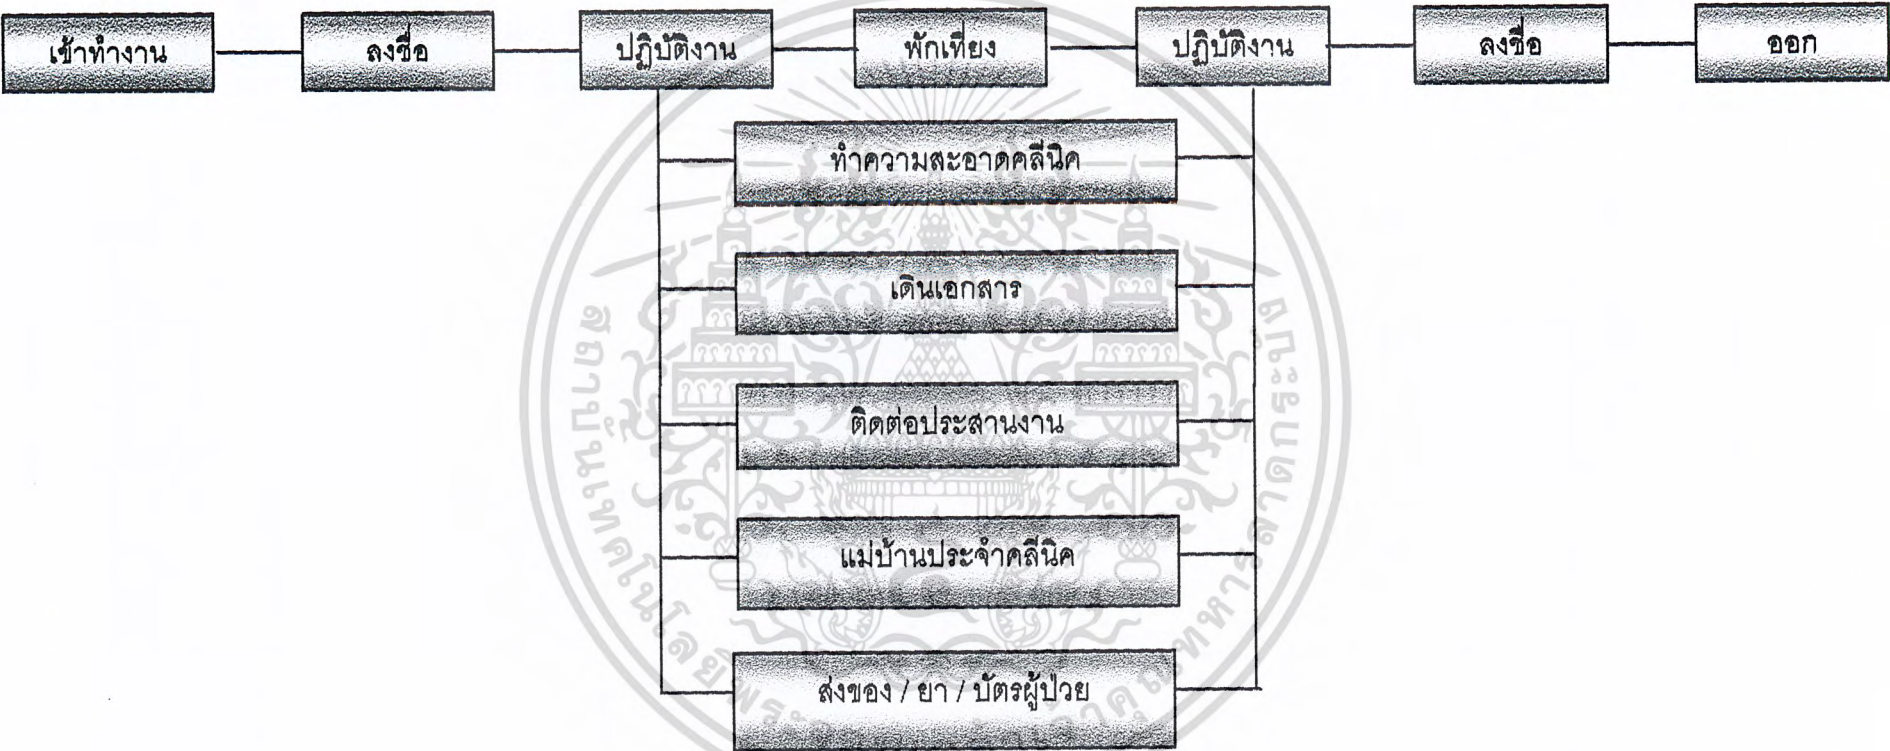 เข้าทำงาน ลงชื่อ ปฏิบัติงาน พักเที่ยง ปฏิบัติงาน ลงชื่อ ออก
ทำความสะอาดคลีนิค
เดินเอกสาร
ติดต่อประสานงาน
แม่บ้านประจำคลีนิค
ส่งของ / ยา / บัตรผู้ป่วย